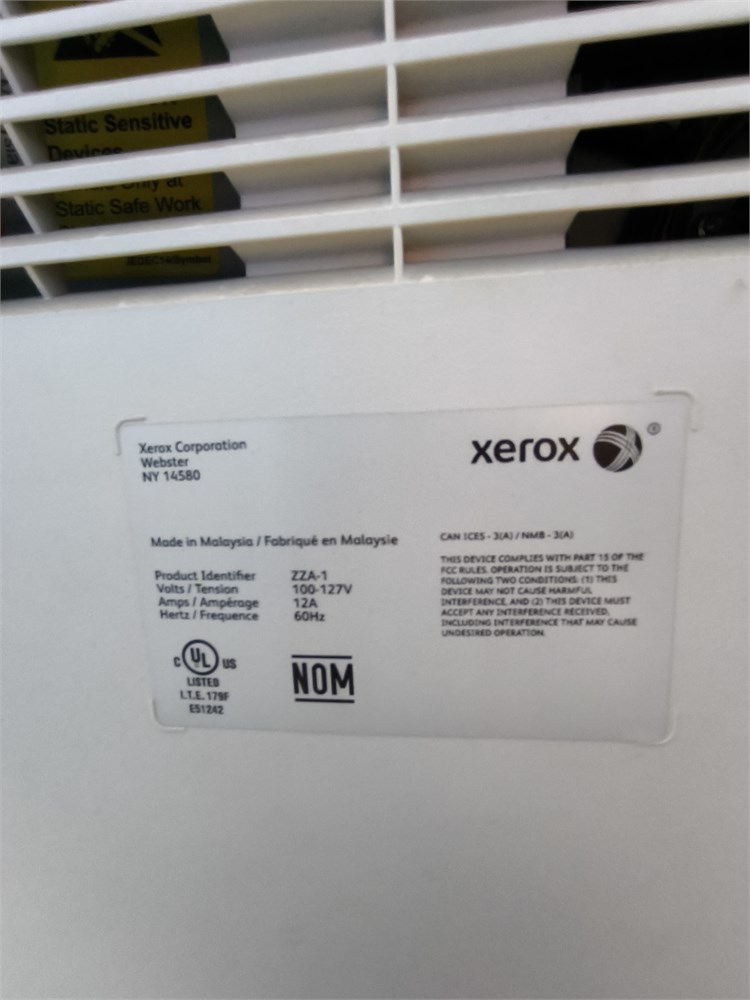 Static Sensitive
Devices
Only at
Static Safe Work
Xerox Corporation
Webster
NY 14580
xerox ®
Made in Malaysia / Fabriqué en Malaysie
Product Identifier ZZA-1
Volts / Tension 100-127V
Amps / Ampérage 12A
Hertz / Frequence 60Hz
CAN ICES - 3(A) / NMB - 3(A)
THIS DEVICE COMPLIES WITH PART 15 OF THE
FCC RULES. OPERATION IS SUBJECT TO THE
FOLLOWING TWO CONDITIONS: (1) THIS
DEVICE MAY NOT CAUSE HARMFUL
INTERFERENCE, AND (2) THIS DEVICE MUST
ACCEPT ANY INTERFERENCE RECEIVED,
INCLUDING INTERFERENCE THAT MAY CAUSE
UNDESIRED OPERATION.
C UL US
LISTED
I.T.E. 179F
E51242
NOM